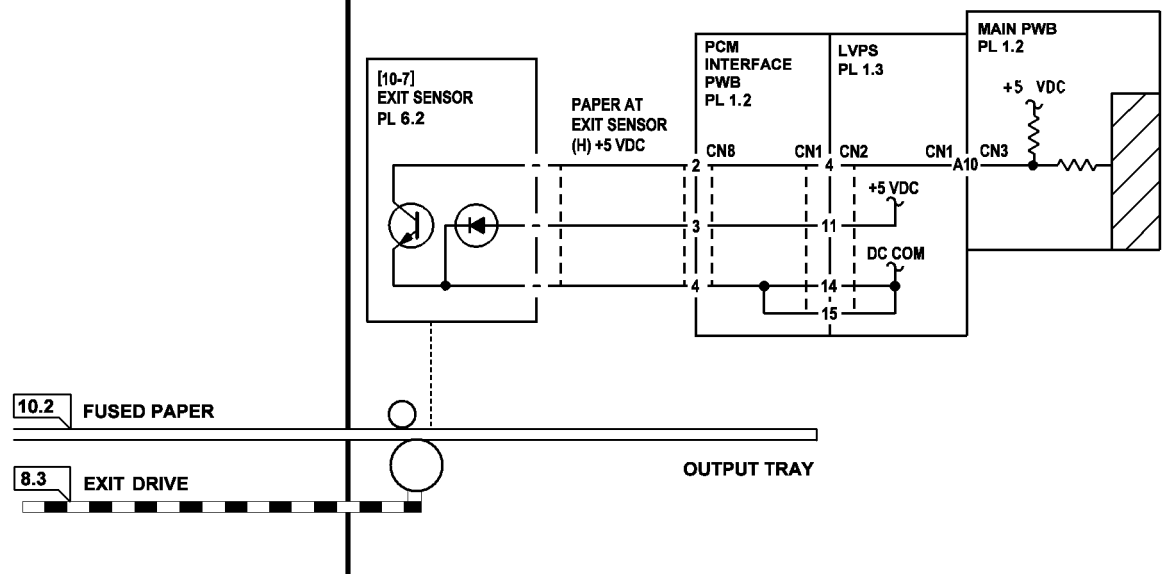 [10-7]
EXIT SENSOR
PL 6.2
PAPER AT
EXIT SENSOR
(H) +5 VDC
PCM
INTERFACE
PWB
PL 1.2
LVPS
PL 1.3
MAIN PWB
PL 1.2
+5 VDC
2 CN8 CN1 4 CN2 CN1 A10 CN3
+5 VDC
3 11
DC COM
4 14
15
10.2 FUSED PAPER
OUTPUT TRAY
8.3 EXIT DRIVE